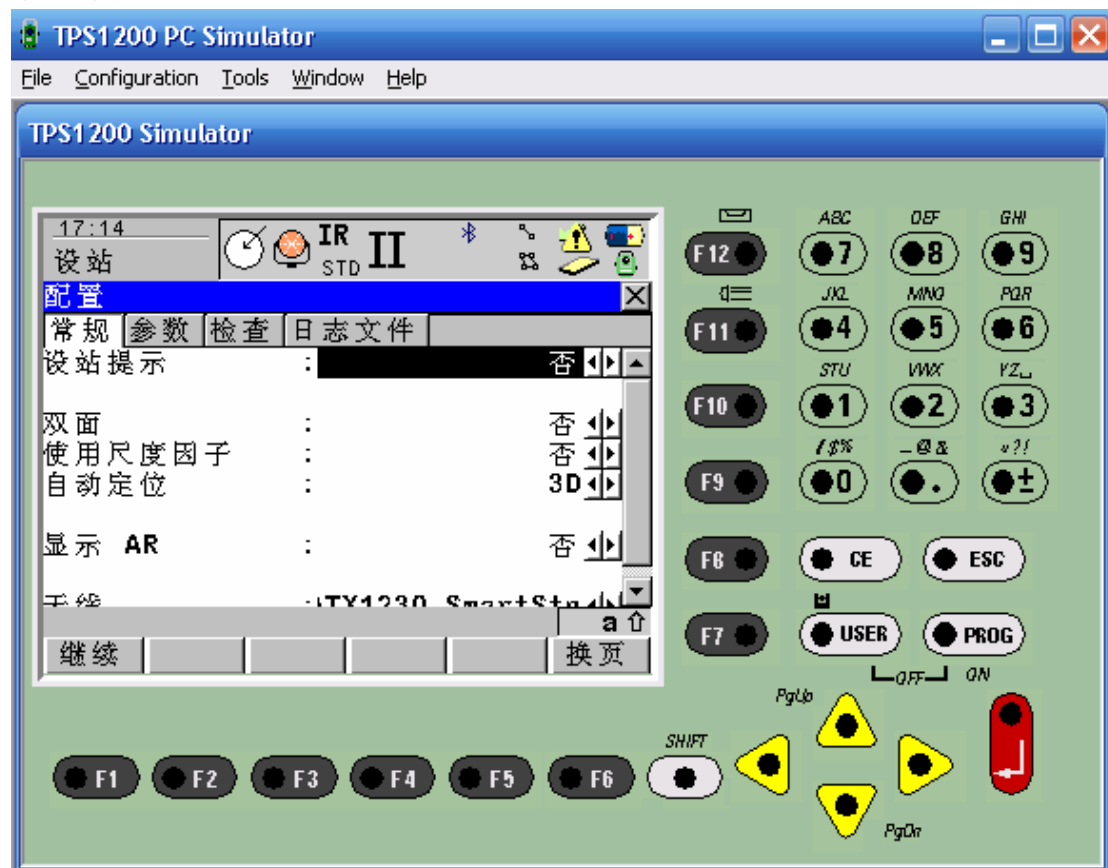 TPS1200 PC Simulator
File Configuration Tools Window Help
TPS1200 Simulator
17:14
设站
IR
STD II
配置
常规 参数 检查 日志文件
设站提示 : 否
双面 : 否
使用尺度因子 : 否
自动定位 : 3D
显示 AR : 否
天线 : ATX1230 SmartStn
a
继续 换页
F12 ABC 7 DEF 8 GHI 9
F11 JKL 4 MNO 5 PQR 6
F10 STU 1 VWX 2 YZ 3
F9 /$% 0 _@& . "?! ±
F8 CE ESC
F7 USER PROG
OFF ON
PgUp
SHIFT
F1 F2 F3 F4 F5 F6
PgDn